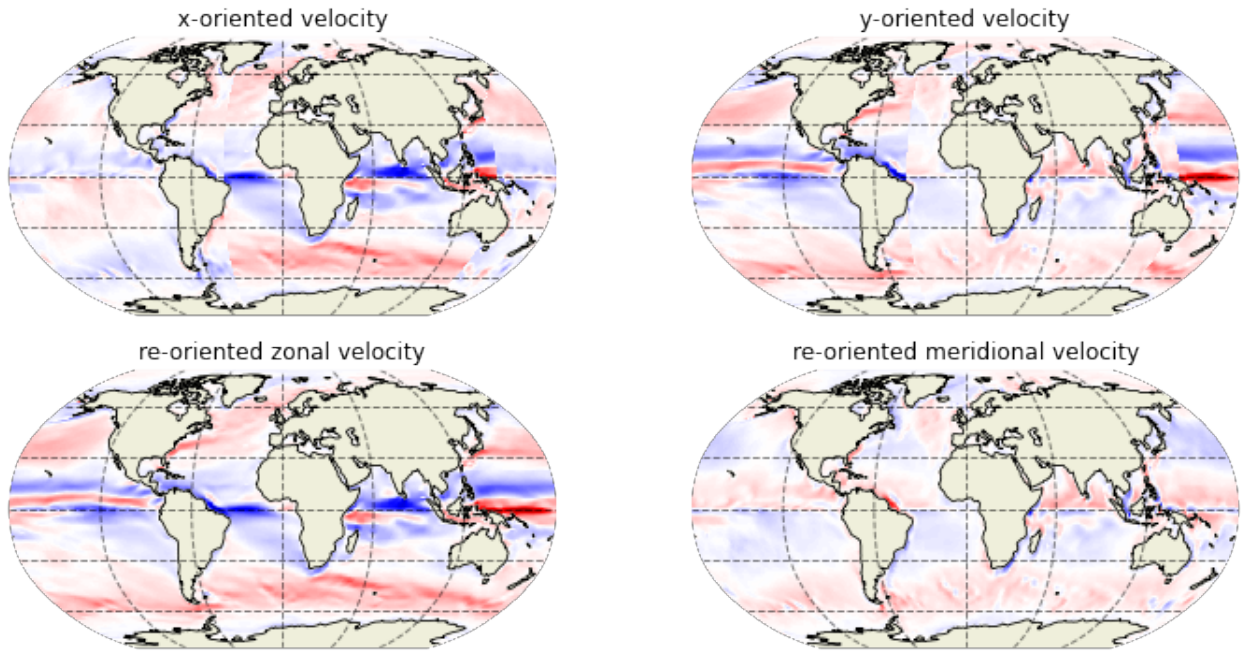 x-oriented velocity
y-oriented velocity
re-oriented zonal velocity
re-oriented meridional velocity